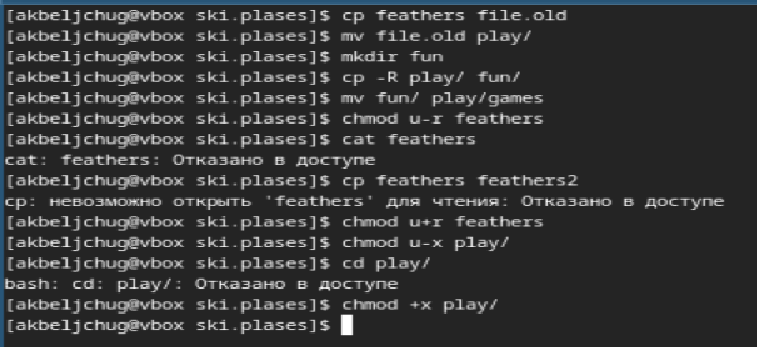 [akbeljchug@vbox ski.plases]$ cp feathers file.old
[akbeljchug@vbox ski.plases]$ mv file.old play/
[akbeljchug@vbox ski.plases]$ mkdir fun
[akbeljchug@vbox ski.plases]$ cp -R play/ fun/
[akbeljchug@vbox ski.plases]$ mv fun/ play/games
[akbeljchug@vbox ski.plases]$ chmod u-r feathers
[akbeljchug@vbox ski.plases]$ cat feathers
cat: feathers: Отказано в доступе
[akbeljchug@vbox ski.plases]$ cp feathers feathers2
cp: невозможно открыть 'feathers' для чтения: Отказано в доступе
[akbeljchug@vbox ski.plases]$ chmod u+r feathers
[akbeljchug@vbox ski.plases]$ chmod u-x play/
[akbeljchug@vbox ski.plases]$ cd play/
bash: cd: play/: Отказано в доступе
[akbeljchug@vbox ski.plases]$ chmod +x play/
[akbeljchug@vbox ski.plases]$